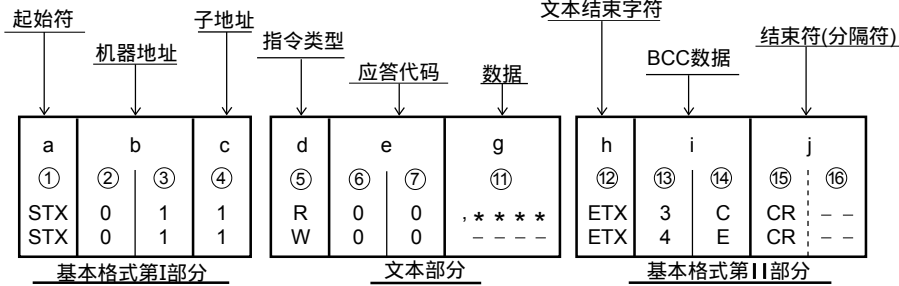 起始符 机器地址 子地址 指令类型 应答代码 数据 文本结束字符 BCC数据 结束符(分隔符)
a b c d e g h i j
① ② ③ ④ ⑤ ⑥ ⑦ ⑪ ⑫ ⑬ ⑭ ⑮ ⑯
STX 0 1 1 R 0 0 ,**** ETX 3 C CR – –
STX 0 1 1 W 0 0 – – – – ETX 4 E CR – –
基本格式第I部分 文本部分 基本格式第II部分